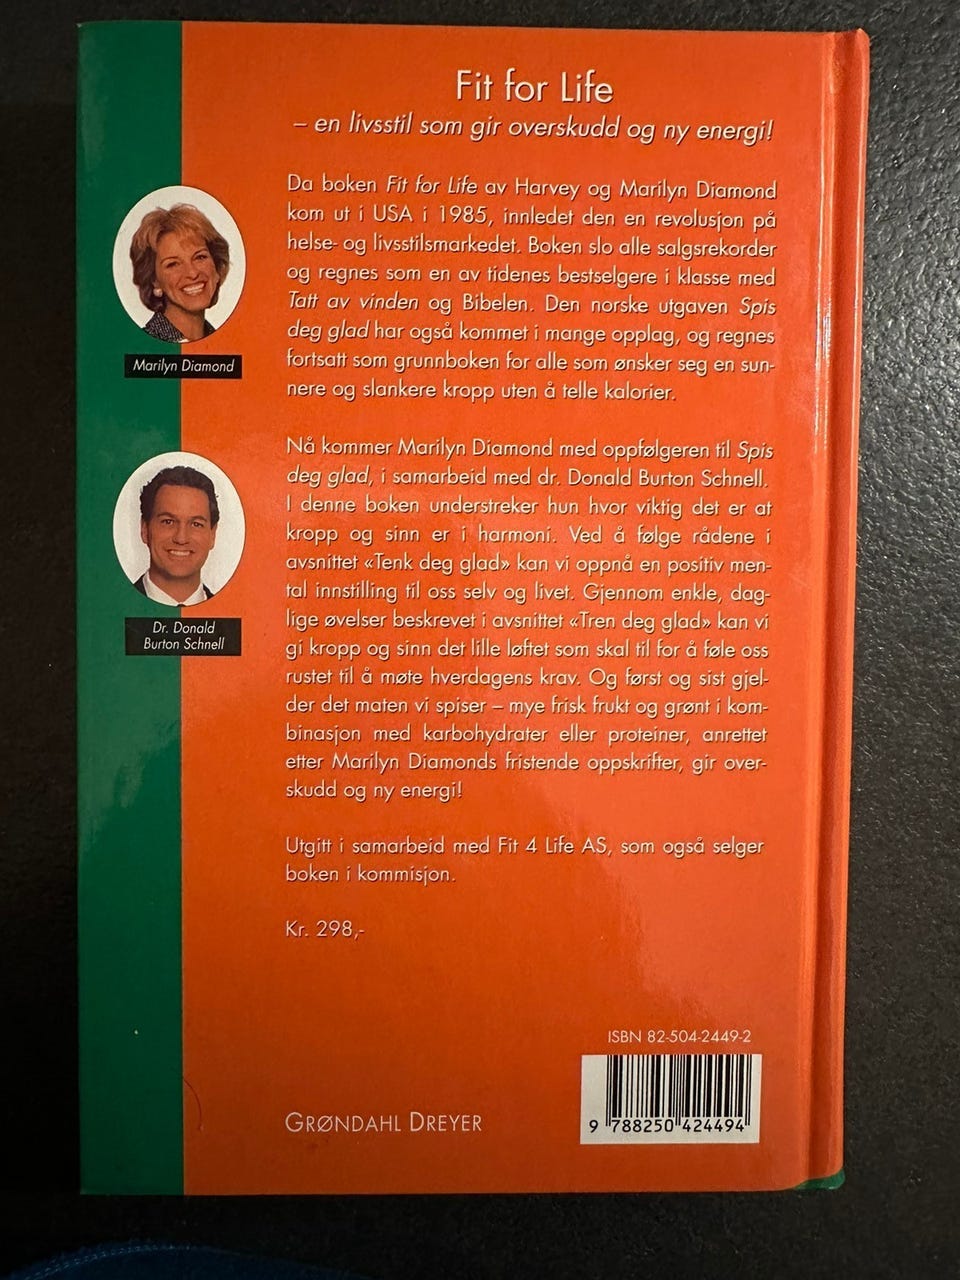 Fit for Life
– en livsstil som gir overskudd og ny energi!
Da boken Fit for Life av Harvey og Marilyn Diamond
kom ut i USA i 1985, innledet den en revolusjon på
helse- og livsstilsmarkedet. Boken slo alle salgsrekorder
og regnes som en av tidenes bestselgere i klasse med
Tatt av vinden og Bibelen. Den norske utgaven Spis
deg glad har også kommet i mange opplag, og regnes
fortsatt som grunnboken for alle som ønsker seg en sun-
nere og slankere kropp uten å telle kalorier.
Marilyn Diamond
Nå kommer Marilyn Diamond med oppfølgeren til Spis
deg glad, i samarbeid med dr. Donald Burton Schnell.
I denne boken understreker hun hvor viktig det er at
kropp og sinn er i harmoni. Ved å følge rådene i
avsnittet «Tenk deg glad» kan vi oppnå en positiv men-
tal innstilling til oss selv og livet. Gjennom enkle, dag-
lige øvelser beskrevet i avsnittet «Tren deg glad» kan vi
gi kropp og sinn det lille løftet som skal til for å føle oss
rustet til å møte hverdagens krav. Og først og sist gjel-
der det maten vi spiser – mye frisk frukt og grønt i kom-
binasjon med karbohydrater eller proteiner, anrettet
etter Marilyn Diamonds fristende oppskrifter, gir over-
skudd og ny energi!
Dr. Donald
Burton Schnell
Utgitt i samarbeid med Fit 4 Life AS, som også selger
boken i kommisjon.
Kr. 298,-
ISBN 82-504-2449-2
9 788250 424494
GRØNDAHL DREYER